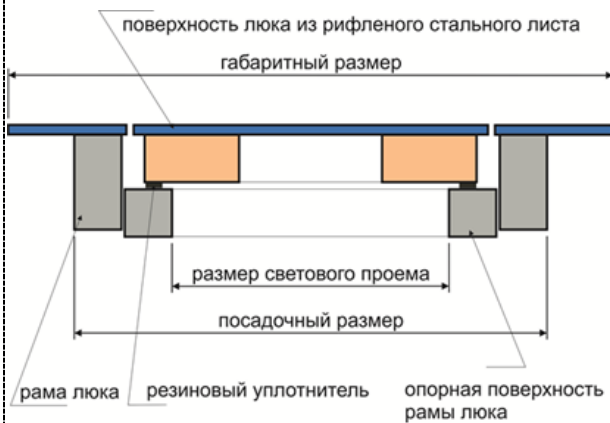 поверхность люка из рифленого стального листа
габаритный размер
размер светового проема
посадочный размер
рама люка
резиновый уплотнитель
опорная поверхность
рамы люка